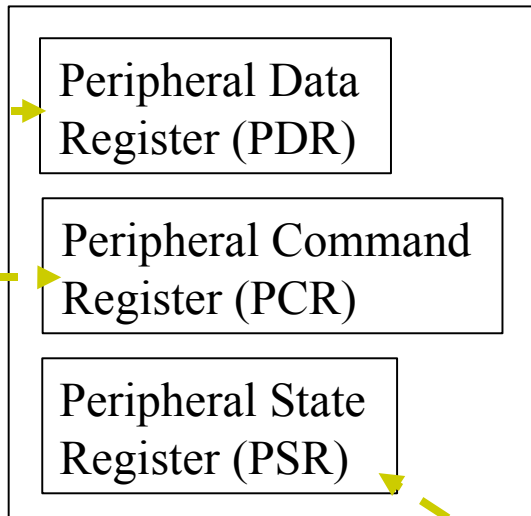 Peripheral Data
Register (PDR)
Peripheral Command
Register (PCR)
Peripheral State
Register (PSR)